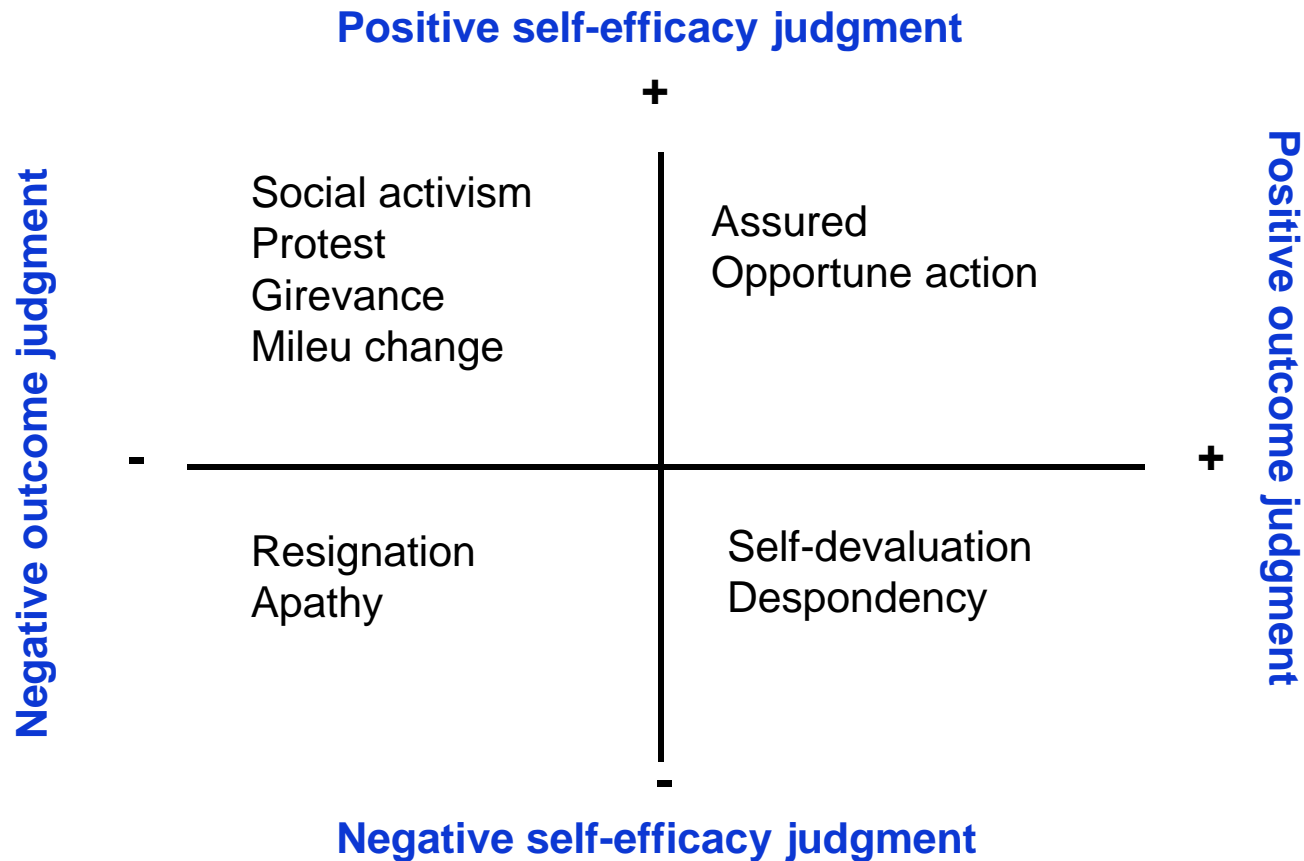 Positive self-efficacy judgment
+
Social activism
Protest
Girevance
Mileu change
Assured
Opportune action
Negative outcome judgment
-
+
Positive outcome judgment
Resignation
Apathy
Self-devaluation
Despondency
-
Negative self-efficacy judgment